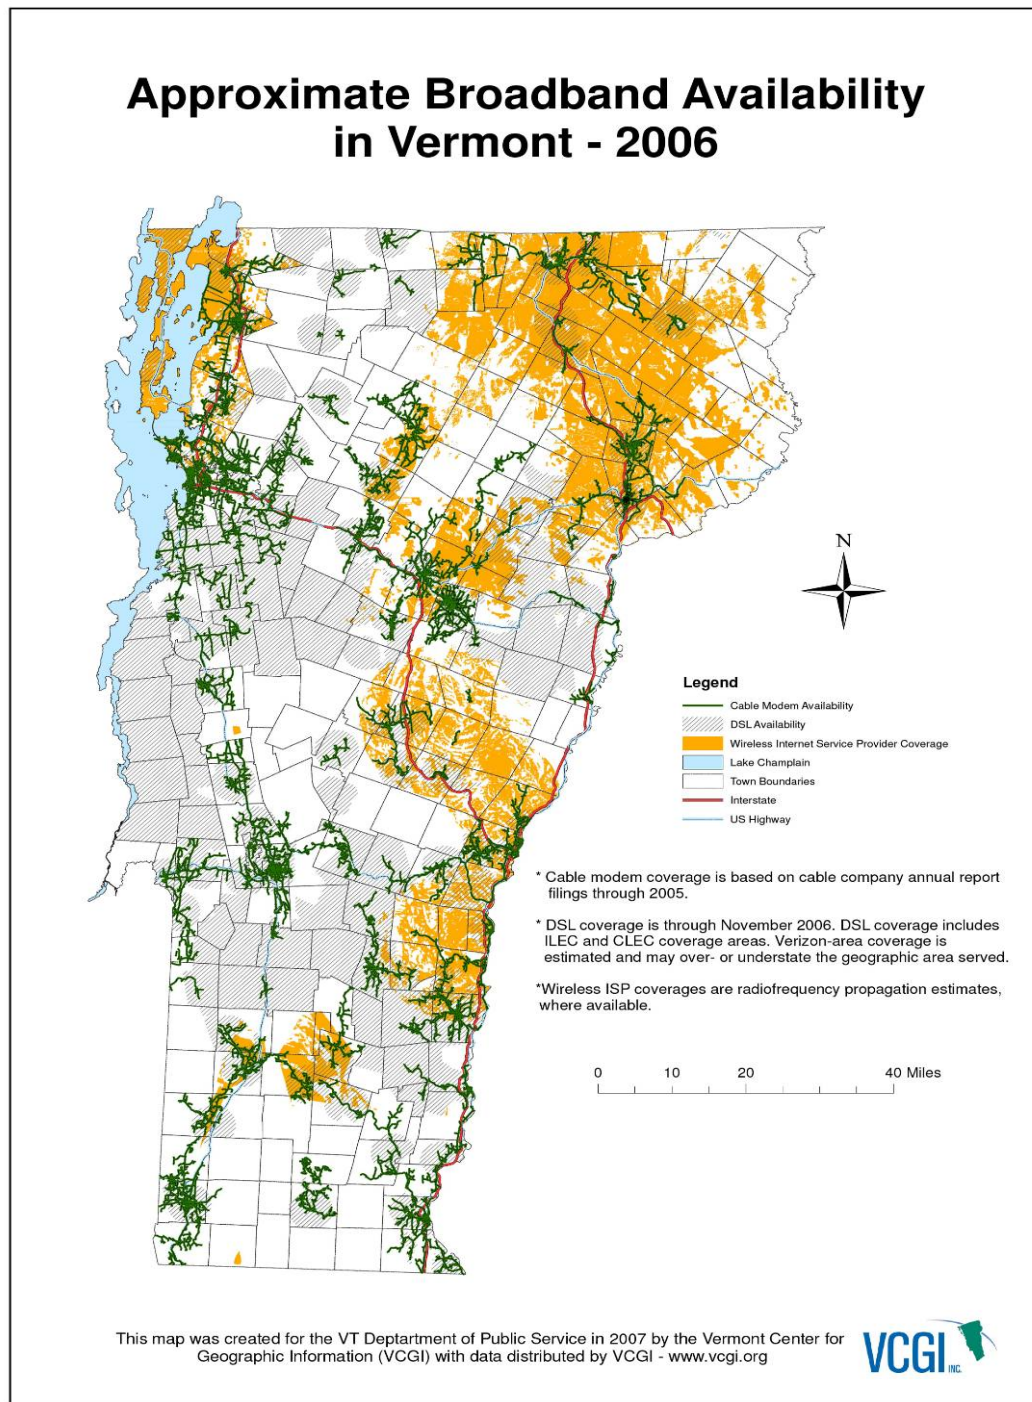 Approximate Broadband Availability
in Vermont - 2006
N
Legend
Cable Modem Availability
DSL Availability
Wireless Internet Service Provider Coverage
Lake Champlain
Town Boundaries
Interstate
US Highway
* Cable modem coverage is based on cable company annual report
filings through 2005.
* DSL coverage is through November 2006. DSL coverage includes
ILEC and CLEC coverage areas. Verizon-area coverage is
estimated and may over- or understate the geographic area served.
*Wireless ISP coverages are radiofrequency propagation estimates,
where available.
0 10 20 40 Miles
This map was created for the VT Deptartment of Public Service in 2007 by the Vermont Center for
Geographic Information (VCGI) with data distributed by VCGI - www.vcgi.org
VCGI INC.